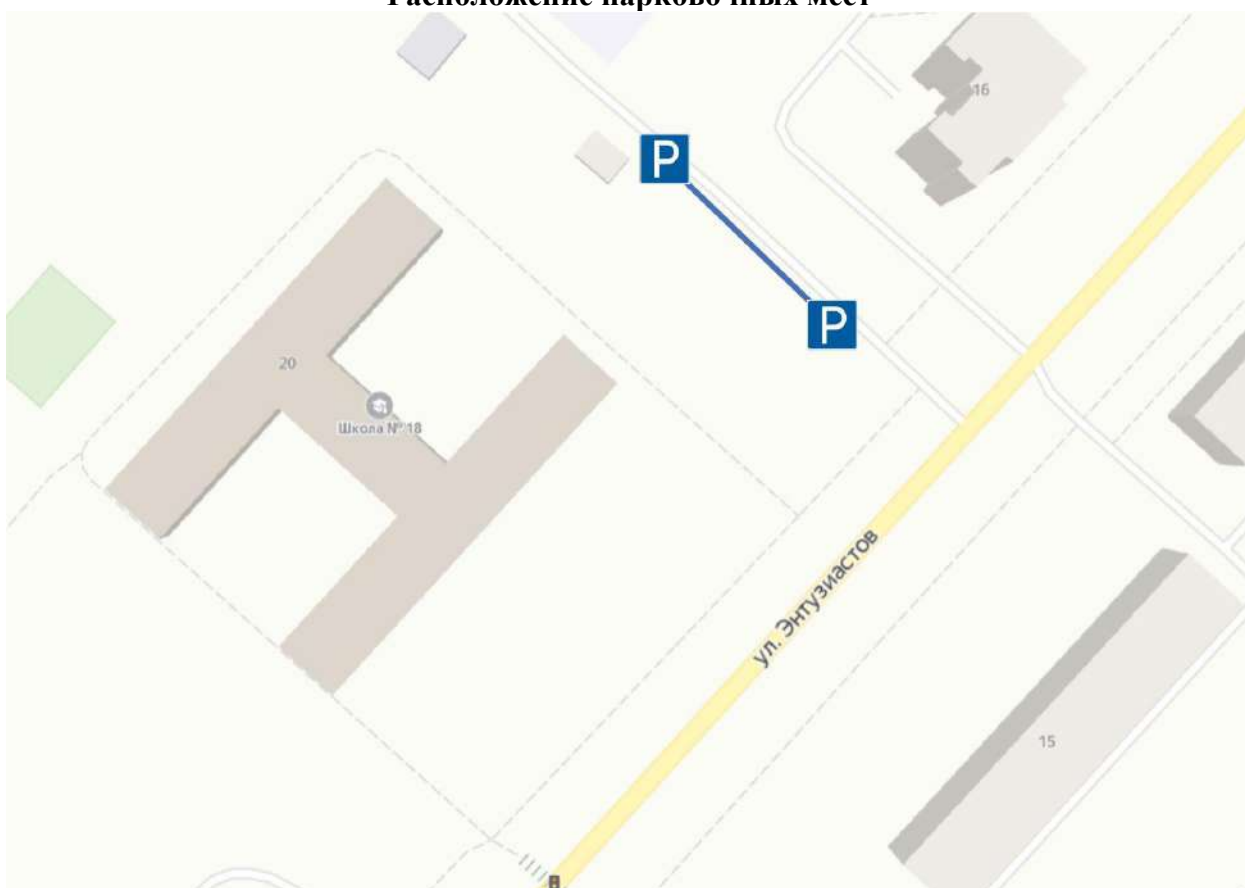 Расположение парковочных мест
16
P
P
20
Школа № 18
ул. Энтузиастов
15